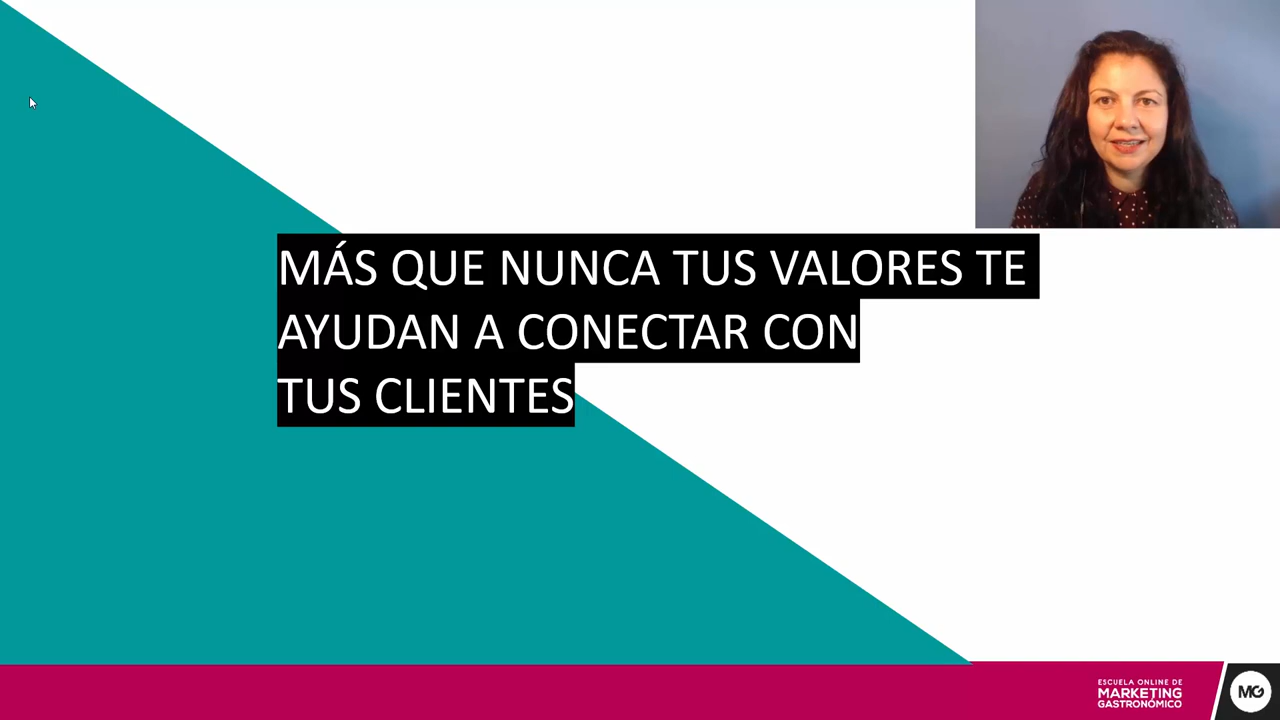 MÁS QUE NUNCA TUS VALORES TE
AYUDAN A CONECTAR CON
TUS CLIENTES
ESCUELA ONLINE DE
MARKETING
GASTRONÓMICO
MG